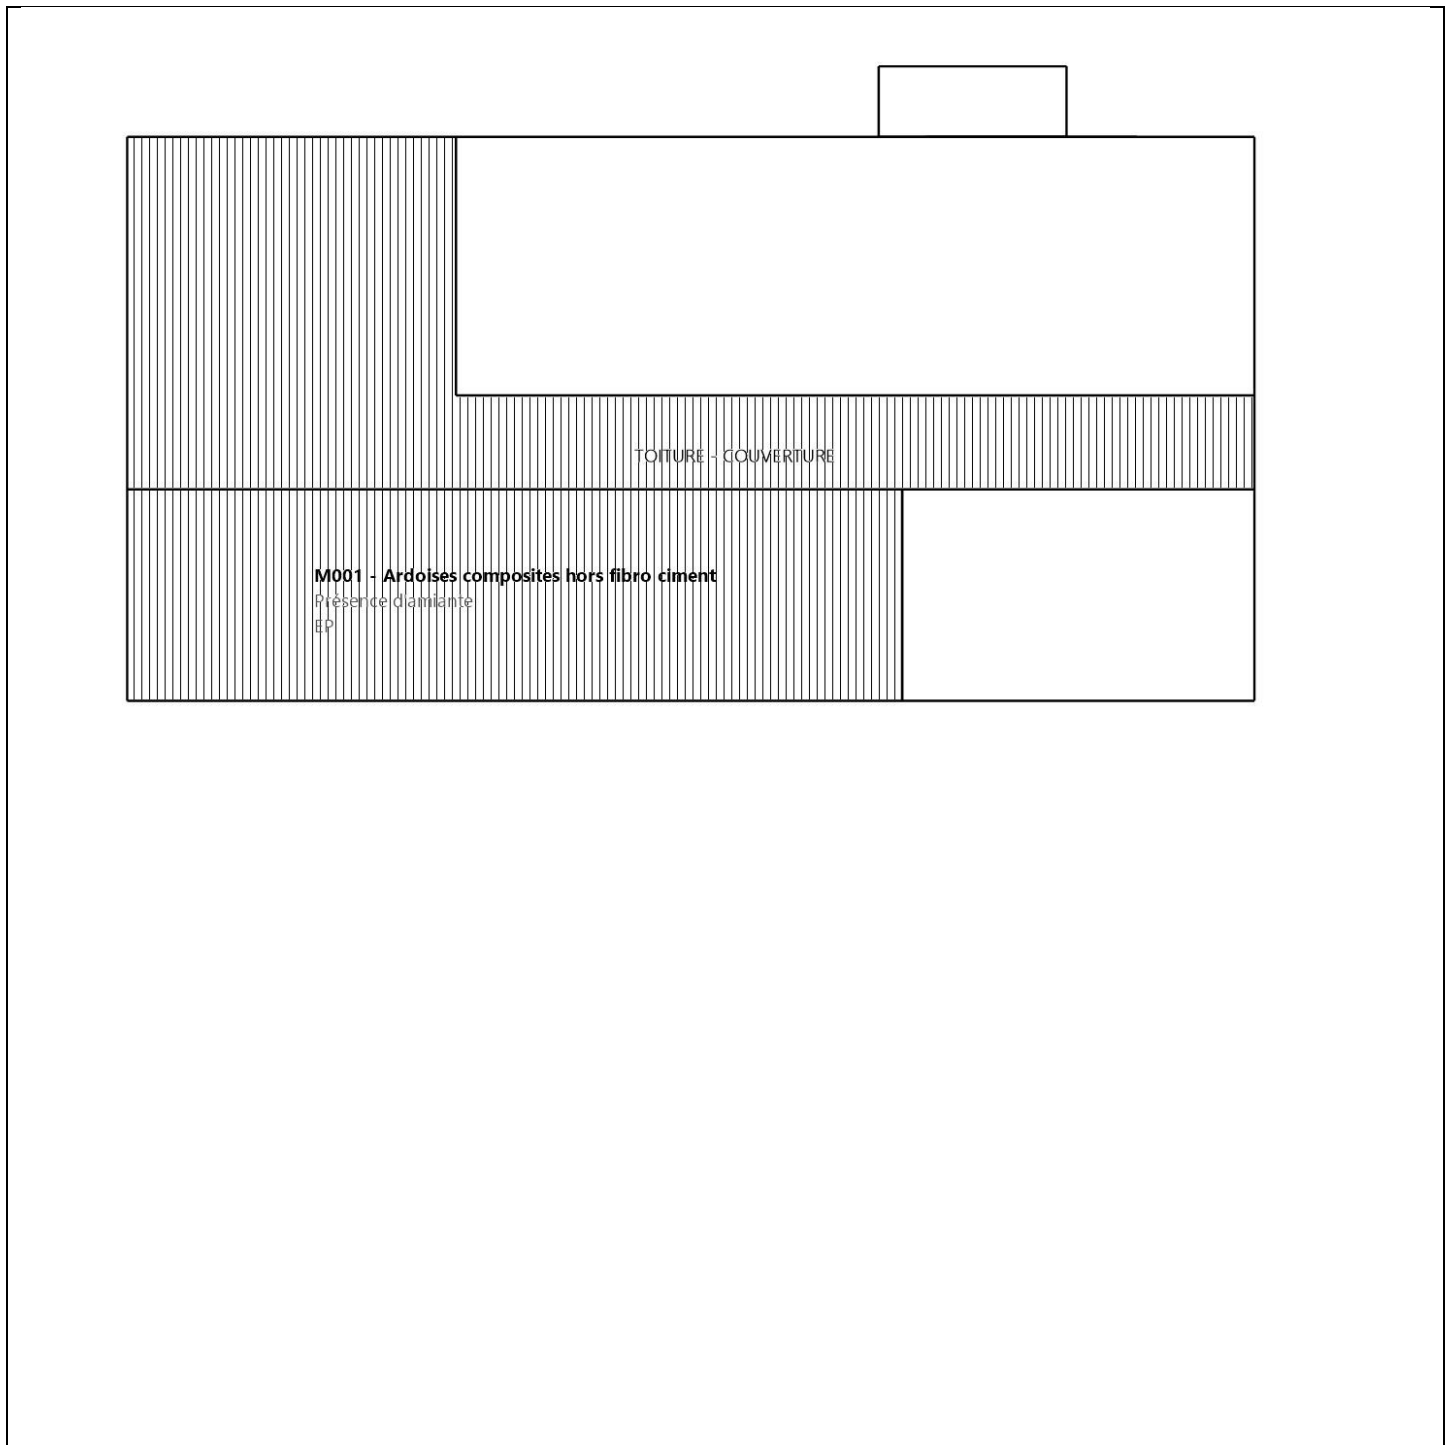 TOITURE - COUVERTURE
M001 - Ardoises composites hors fibro ciment
Présence d'amiante
EP